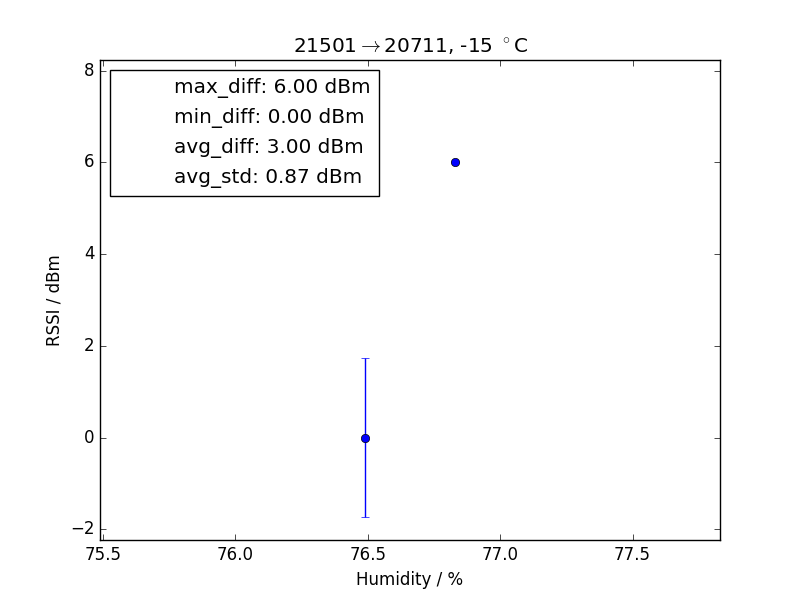 21501→20711, -15 °C
max_diff: 6.00 dBm
min_diff: 0.00 dBm
avg_diff: 3.00 dBm
avg_std: 0.87 dBm
RSSI / dBm
8
6
4
2
0
−2
75.5 76.0 76.5 77.0 77.5
Humidity / %